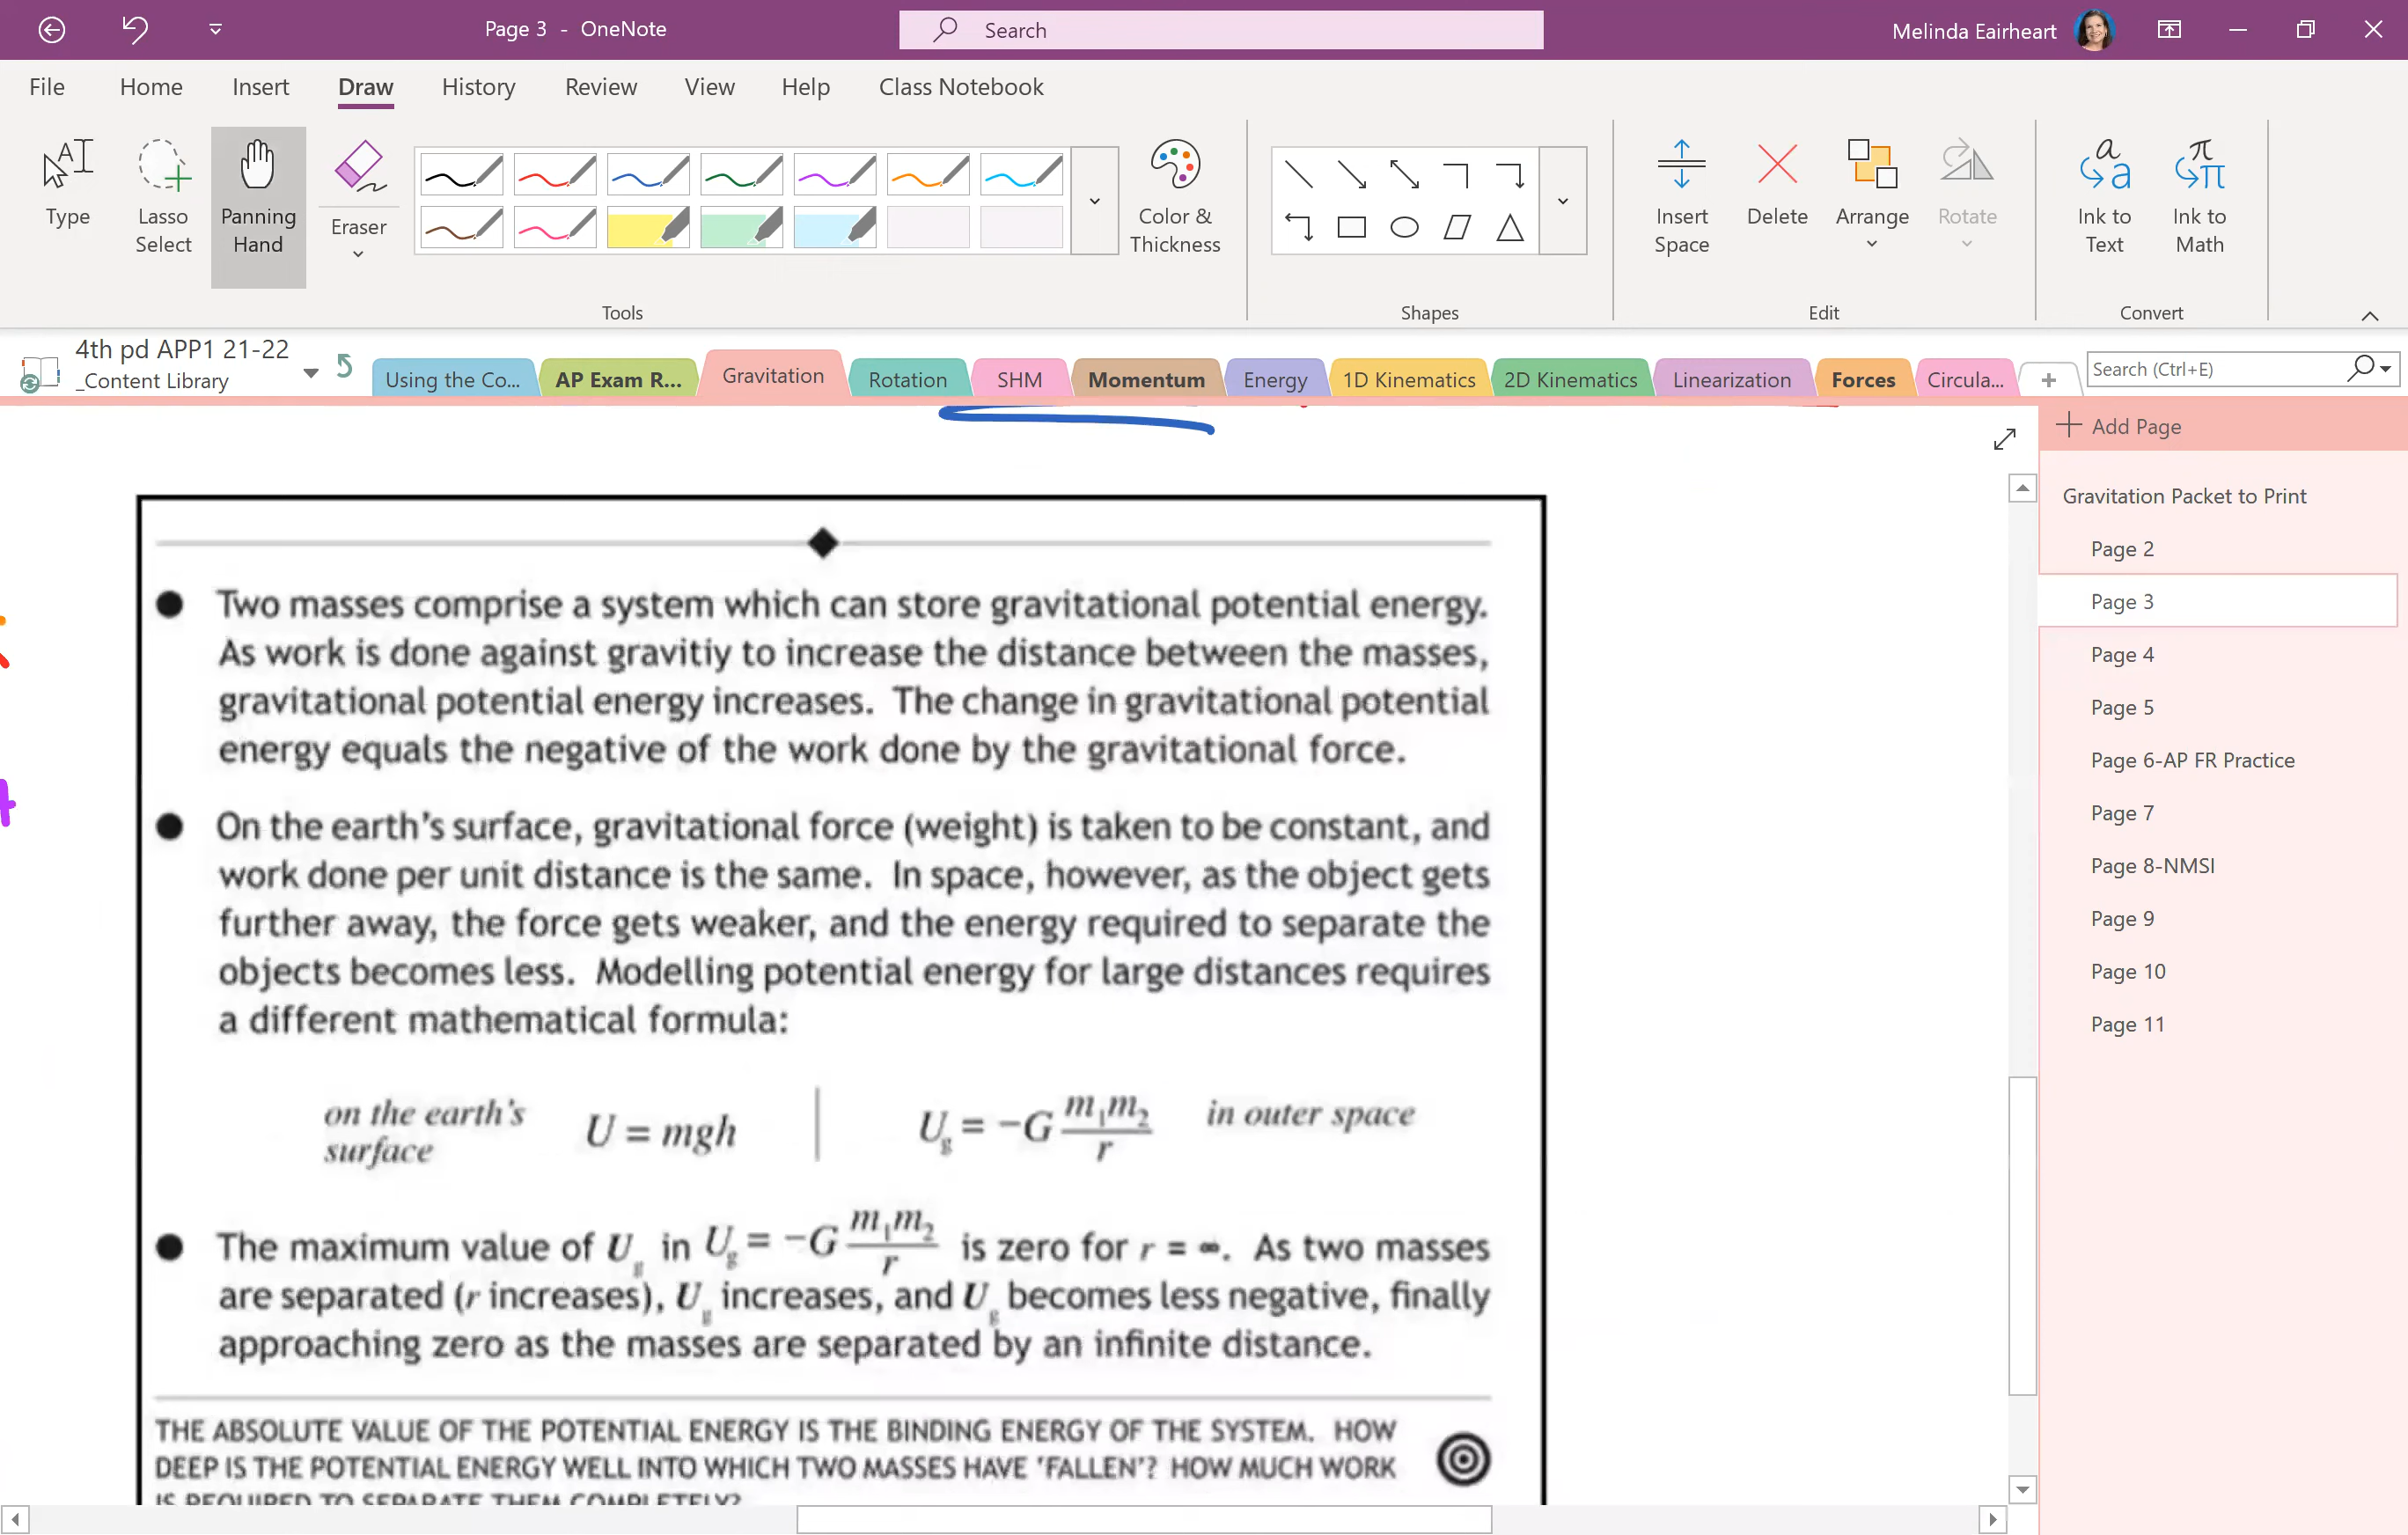 Page 3 - OneNote
Search
Melinda Eairheart
File Home Insert Draw History Review View Help Class Notebook
Type
Lasso Select
Panning Hand
Eraser
Color & Thickness
Insert Space
Delete
Arrange
Rotate
Ink to Text
Ink to Math
Tools
Shapes
Edit
Convert
4th pd APP1 21-22
_Content Library
Using the Co... AP Exam R... Gravitation Rotation SHM Momentum Energy 1D Kinematics 2D Kinematics Linearization Forces Circula... +
Search (Ctrl+E)
Add Page
Gravitation Packet to Print
Page 2
Page 3
Page 4
Page 5
Page 6-AP FR Practice
Page 7
Page 8-NMSI
Page 9
Page 10
Page 11
● Two masses comprise a system which can store gravitational potential energy.
As work is done against gravitiy to increase the distance between the masses,
gravitational potential energy increases. The change in gravitational potential
energy equals the negative of the work done by the gravitational force.
● On the earth's surface, gravitational force (weight) is taken to be constant, and
work done per unit distance is the same. In space, however, as the object gets
further away, the force gets weaker, and the energy required to separate the
objects becomes less. Modelling potential energy for large distances requires
a different mathematical formula:
on the earth's surface U = mgh | U_g = -G m₁m₂/r in outer space
● The maximum value of U_g in U_g = -G m₁m₂/r is zero for r = ∞. As two masses
are separated (r increases), U_g increases, and U_g becomes less negative, finally
approaching zero as the masses are separated by an infinite distance.
THE ABSOLUTE VALUE OF THE POTENTIAL ENERGY IS THE BINDING ENERGY OF THE SYSTEM. HOW
DEEP IS THE POTENTIAL ENERGY WELL INTO WHICH TWO MASSES HAVE 'FALLEN'? HOW MUCH WORK
IS REQUIRED TO SEPARATE THEM COMPLETELY?